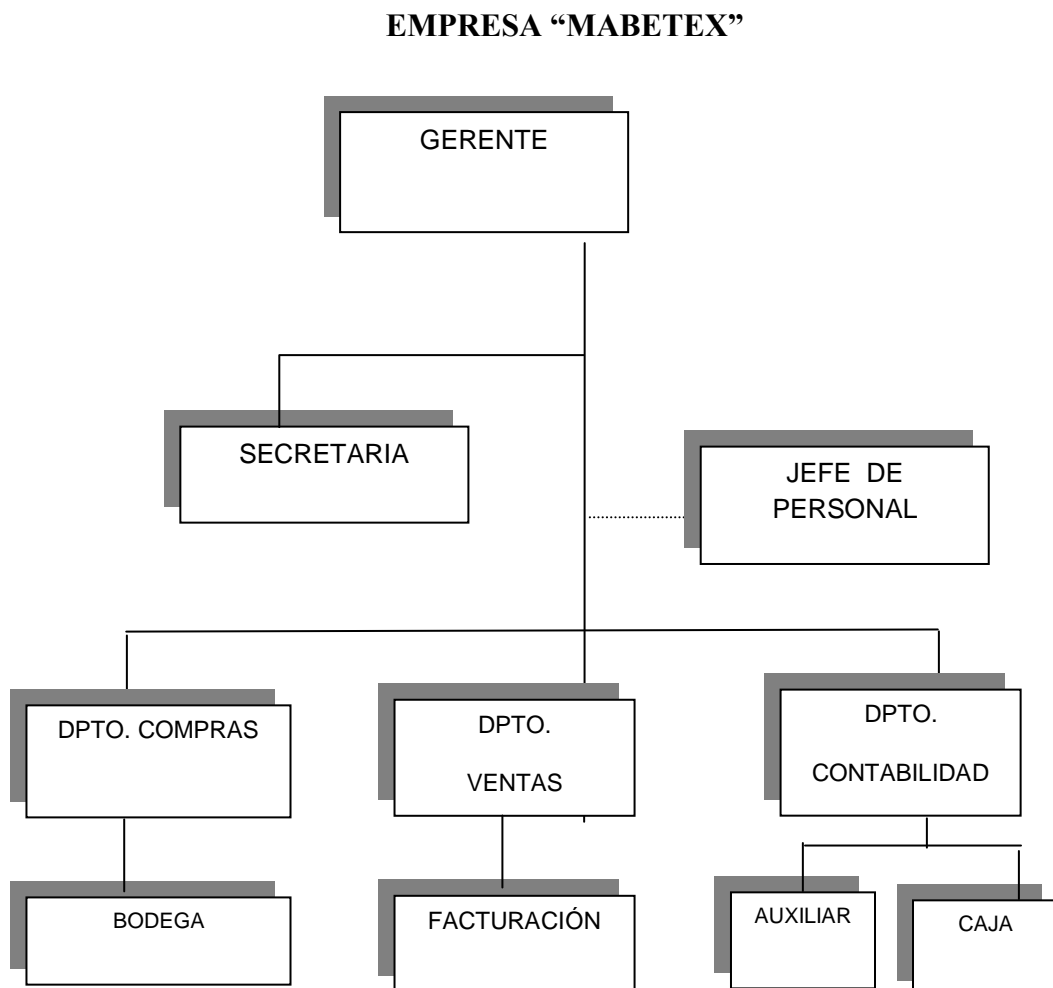 EMPRESA “MABETEX”
GERENTE
SECRETARIA
JEFE DE
PERSONAL
DPTO. COMPRAS
DPTO.
VENTAS
DPTO.
CONTABILIDAD
BODEGA
FACTURACIÓN
AUXILIAR
CAJA